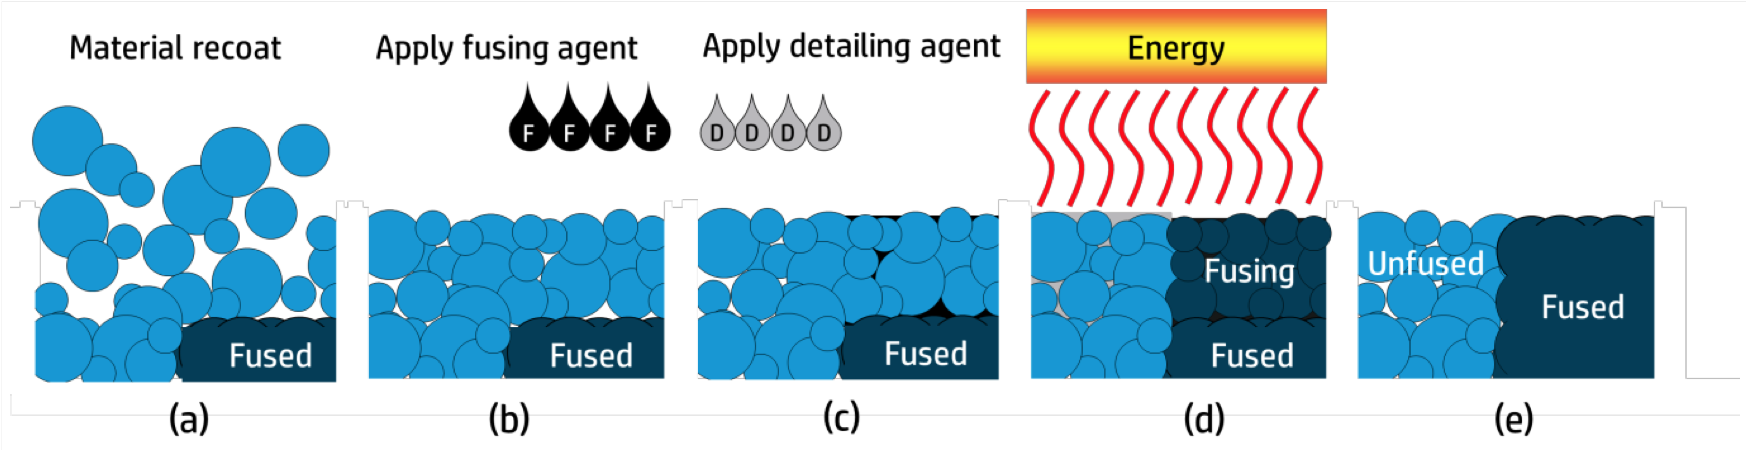 Material recoat
Apply fusing agent
Apply detailing agent
Energy
F F F F
D D D D
Fused
Fused
Fused
Fusing
Fused
Unfused
Fused
(a)
(b)
(c)
(d)
(e)